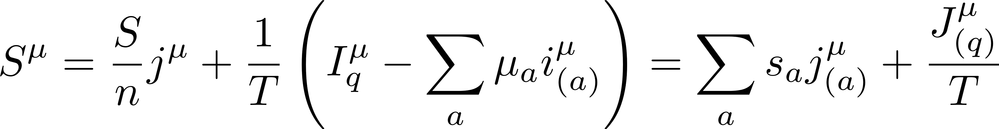 $S^\mu = \frac{S}{n} j^\mu + \frac{1}{T} \left( I_q^\mu - \sum_a \mu_a i_{(a)}^\mu \right) = \sum_a s_a j_{(a)}^\mu + \frac{J_{(q)}^\mu}{T}$